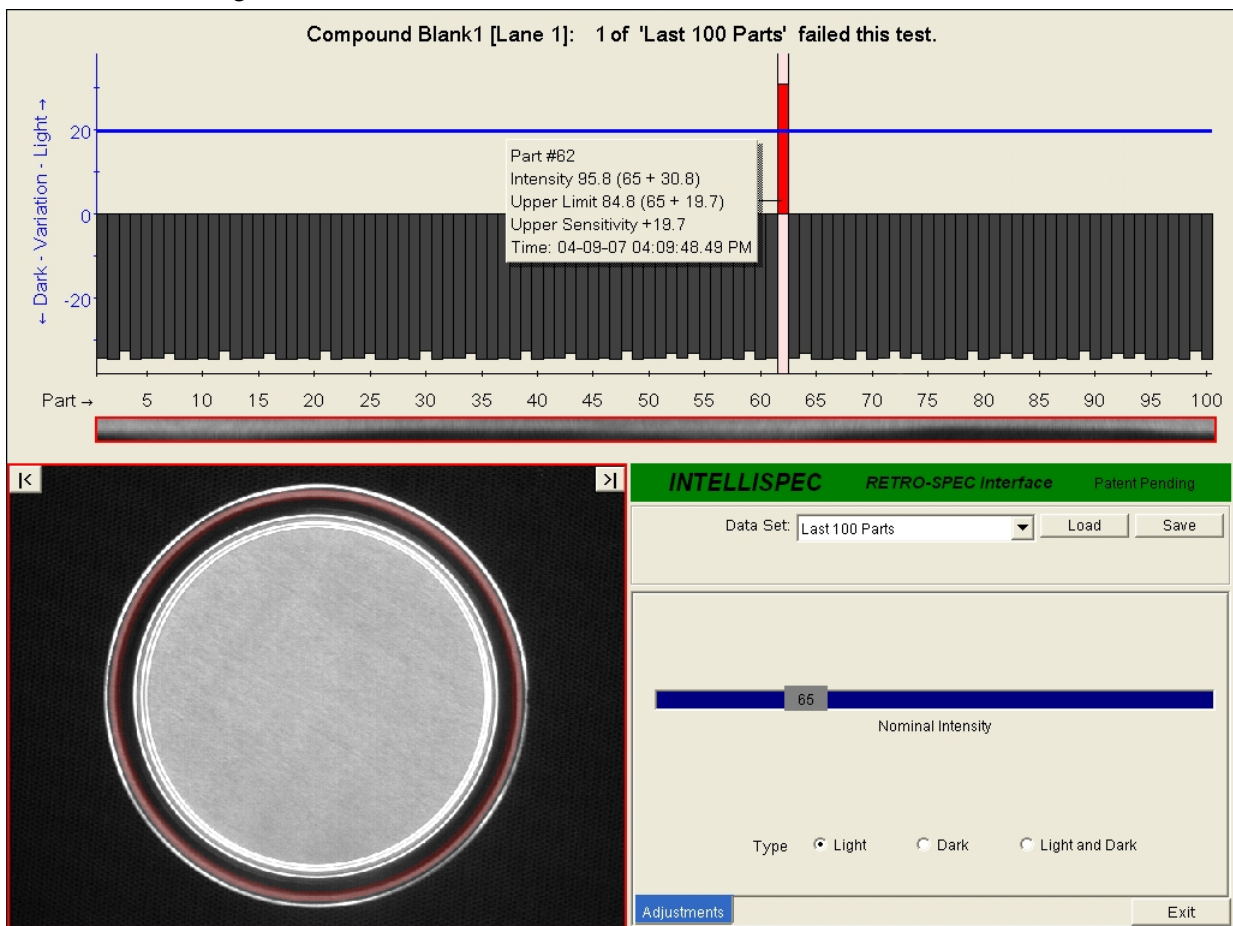 Compound Blank1 [Lane 1]: 1 of 'Last 100 Parts' failed this test.
← Dark - Variation - Light →
20
0
-20
Part #62
Intensity 95.8 (65 + 30.8)
Upper Limit 84.8 (65 + 19.7)
Upper Sensitivity +19.7
Time: 04-09-07 04:09:48.49 PM
Part → 5 10 15 20 25 30 35 40 45 50 55 60 65 70 75 80 85 90 95 100
|< >|
INTELLISPEC RETRO-SPEC Interface Patent Pending
Data Set: Last 100 Parts Load Save
65
Nominal Intensity
Type Light Dark Light and Dark
Adjustments Exit